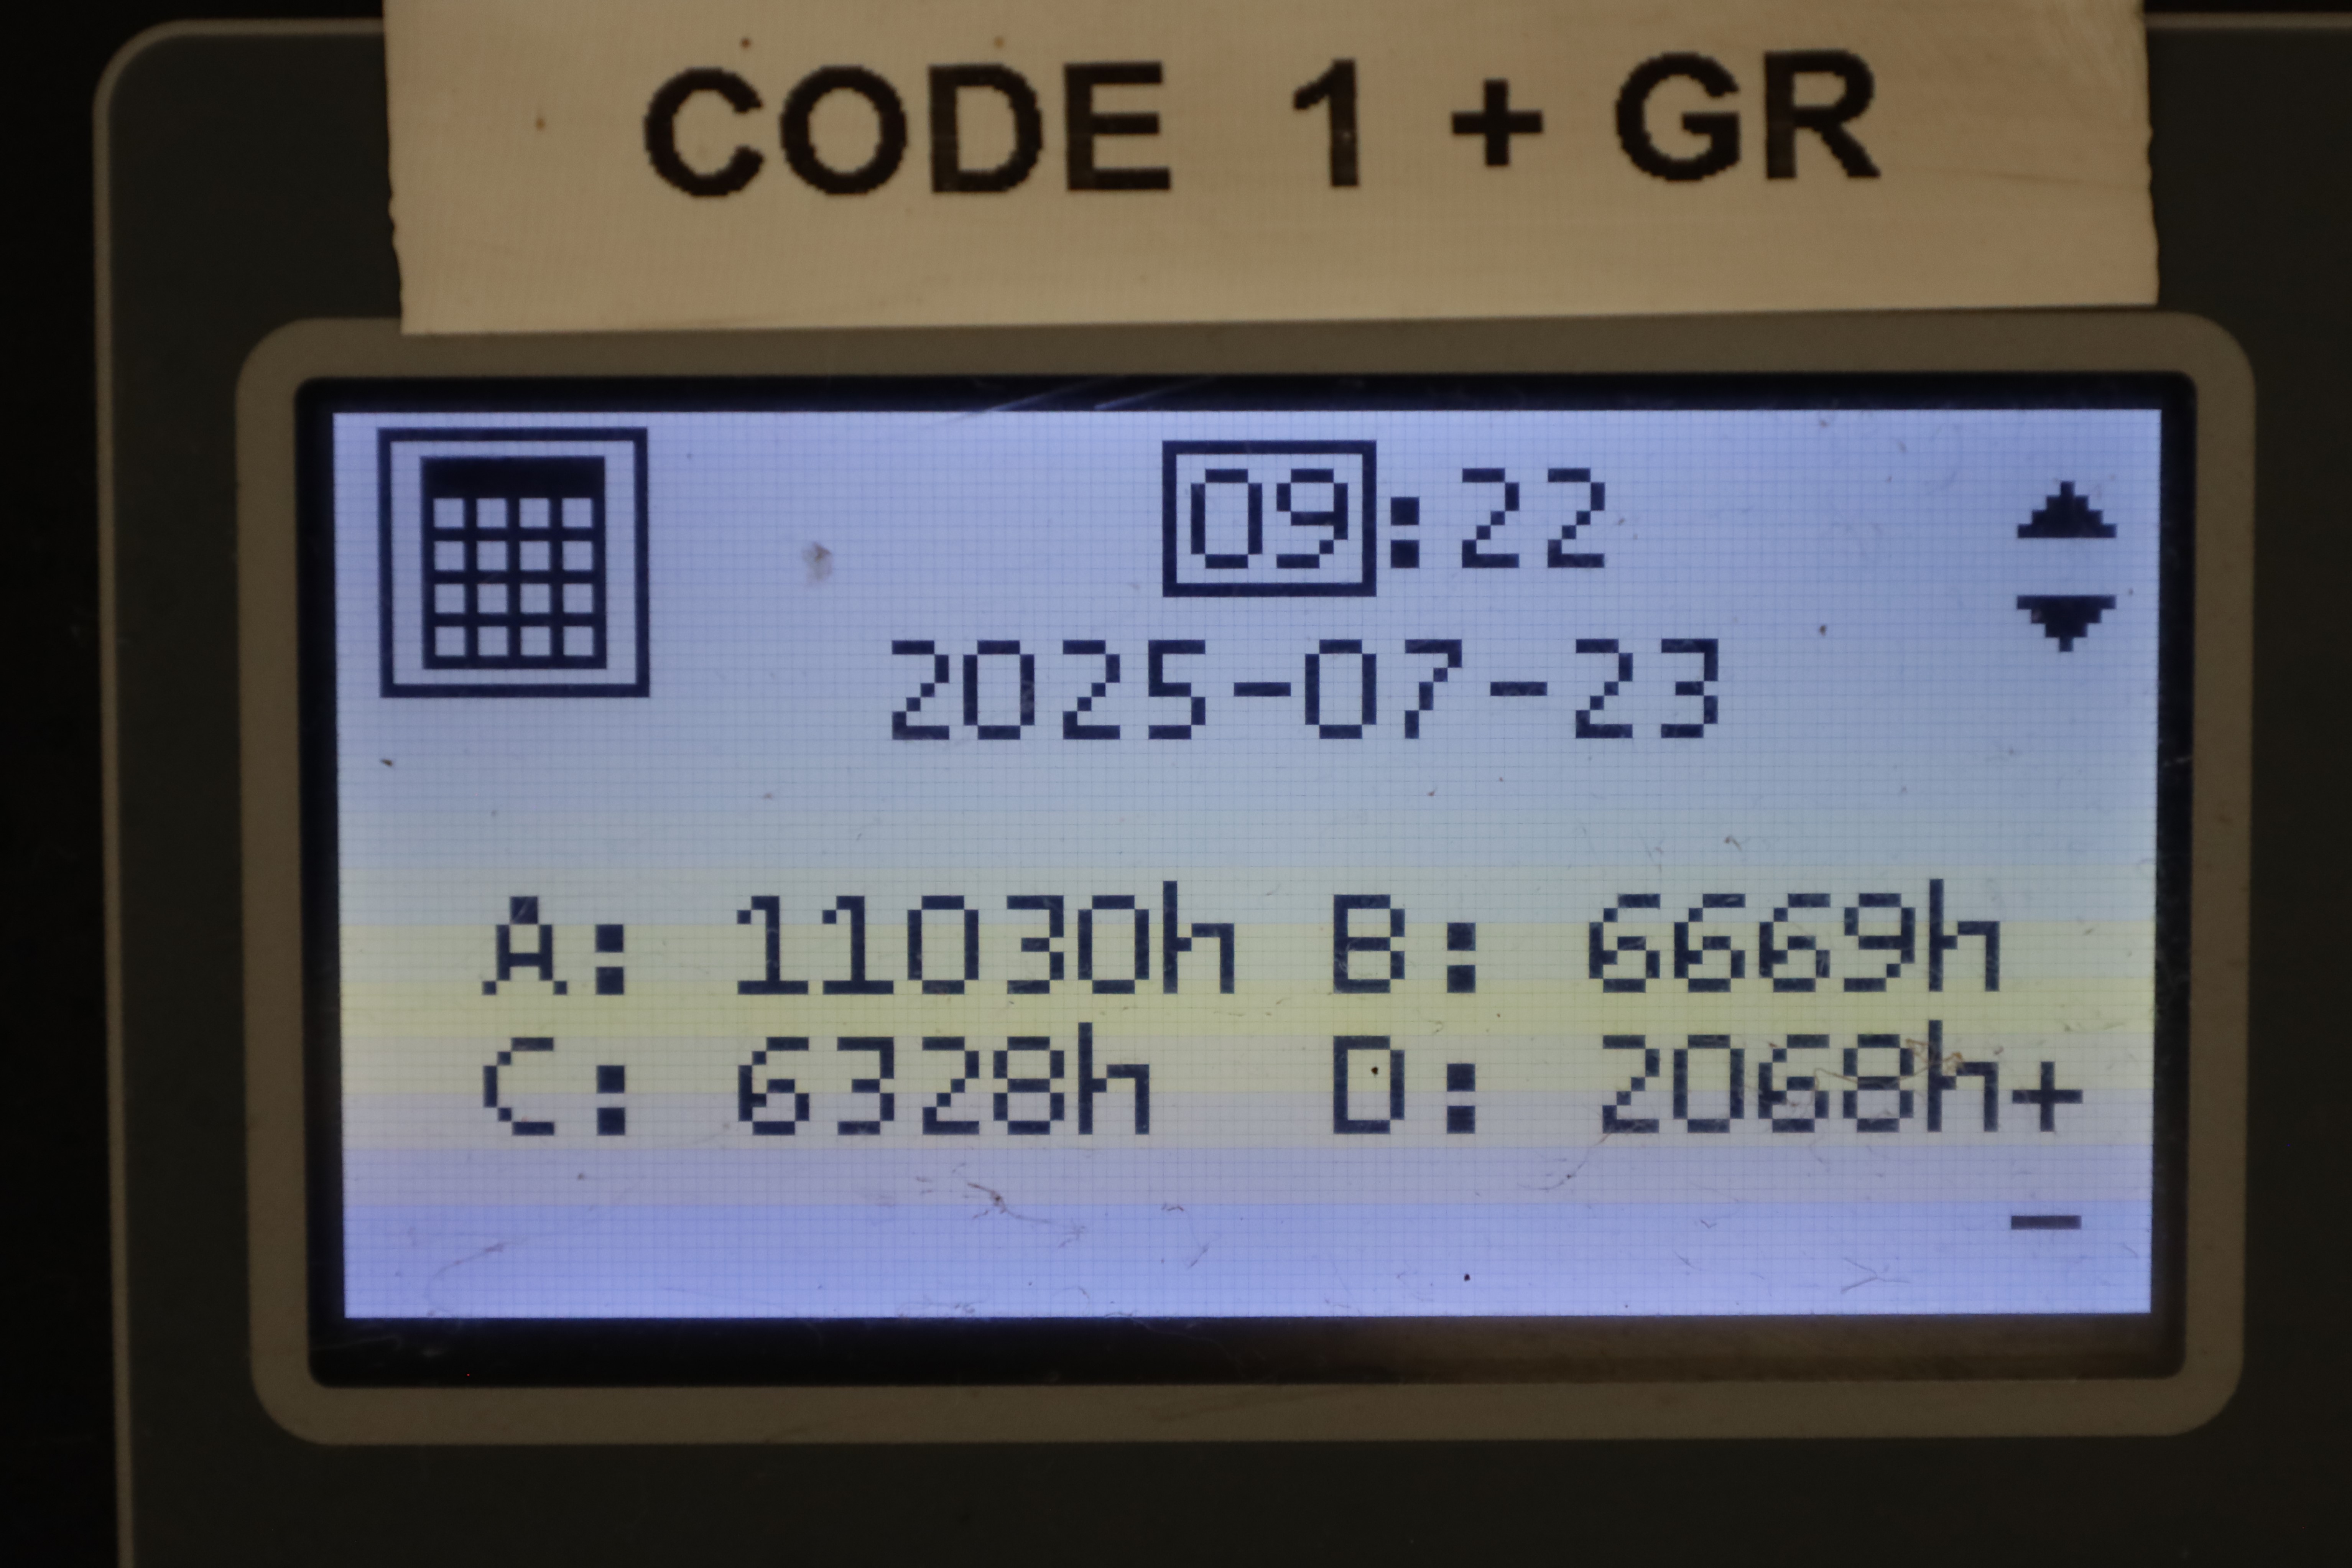 CODE 1 + GR
09:22
2025-07-23
A: 11030h B: 6669h
C: 6328h D: 2068h+
-